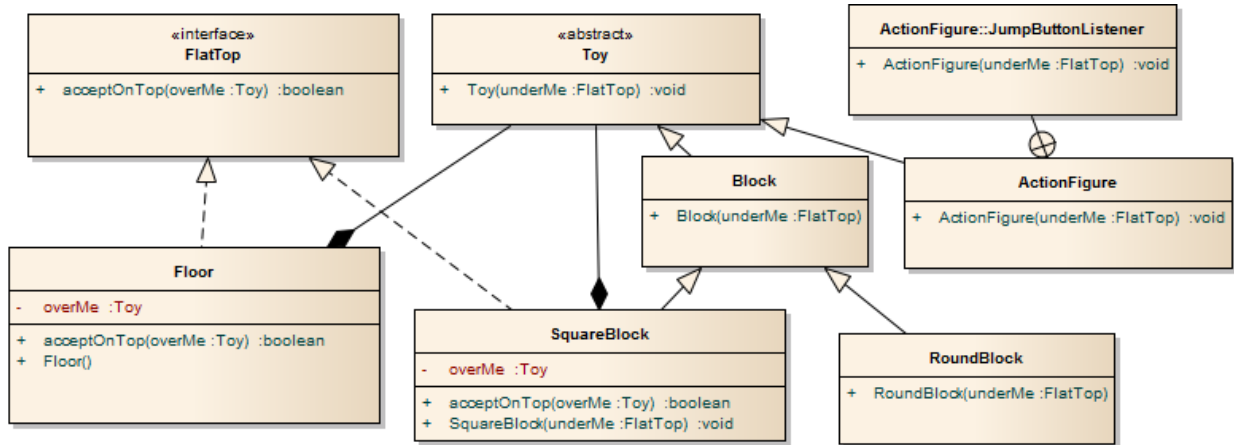 «interface»
FlatTop
+ acceptOnTop(overMe :Toy) :boolean
«abstract»
Toy
+ Toy(underMe :FlatTop) :void
ActionFigure::JumpButtonListener
+ ActionFigure(underMe :FlatTop) :void
Block
+ Block(underMe :FlatTop)
ActionFigure
+ ActionFigure(underMe :FlatTop) :void
Floor
- overMe :Toy
+ acceptOnTop(overMe :Toy) :boolean
+ Floor()
SquareBlock
- overMe :Toy
+ acceptOnTop(overMe :Toy) :boolean
+ SquareBlock(underMe :FlatTop) :void
RoundBlock
+ RoundBlock(underMe :FlatTop)